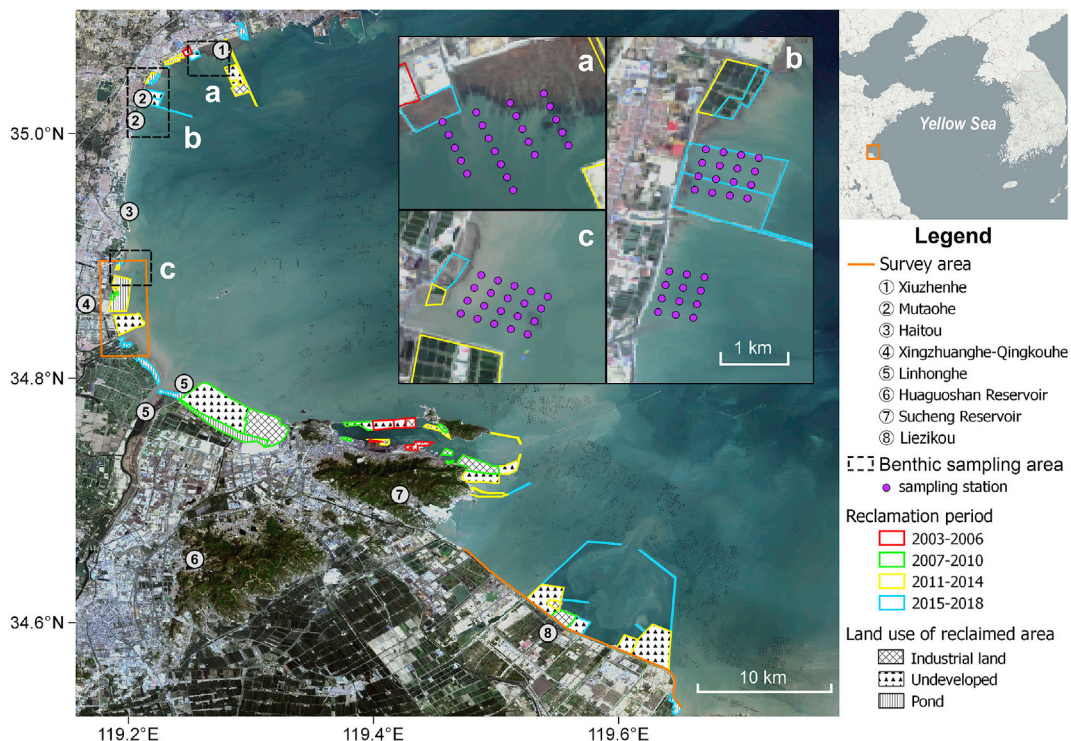 35.0°N
34.8°N
34.6°N
119.2°E
119.4°E
119.6°E
1
2
2
3
4
5
5
6
7
8
a
b
c
a
b
c
1 km
10 km
Yellow Sea
Legend
Survey area
① Xiuzhenhe
② Mutaohe
③ Haitou
④ Xingzhuanghe-Qingkouhe
⑤ Linhonghe
⑥ Huaguoshan Reservoir
⑦ Sucheng Reservoir
⑧ Liezikou
Benthic sampling area
sampling station
Reclamation period
2003-2006
2007-2010
2011-2014
2015-2018
Land use of reclaimed area
Industrial land
Undeveloped
Pond